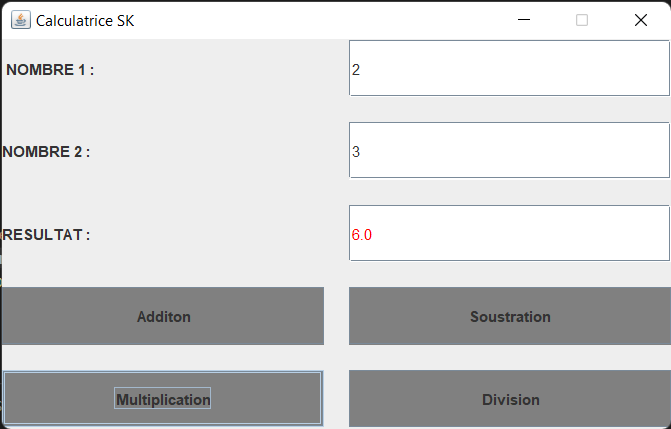 Calculatrice SK
NOMBRE 1 : 2
NOMBRE 2 : 3
RESULTAT : 6.0
Additon Soustration
Multiplication Division